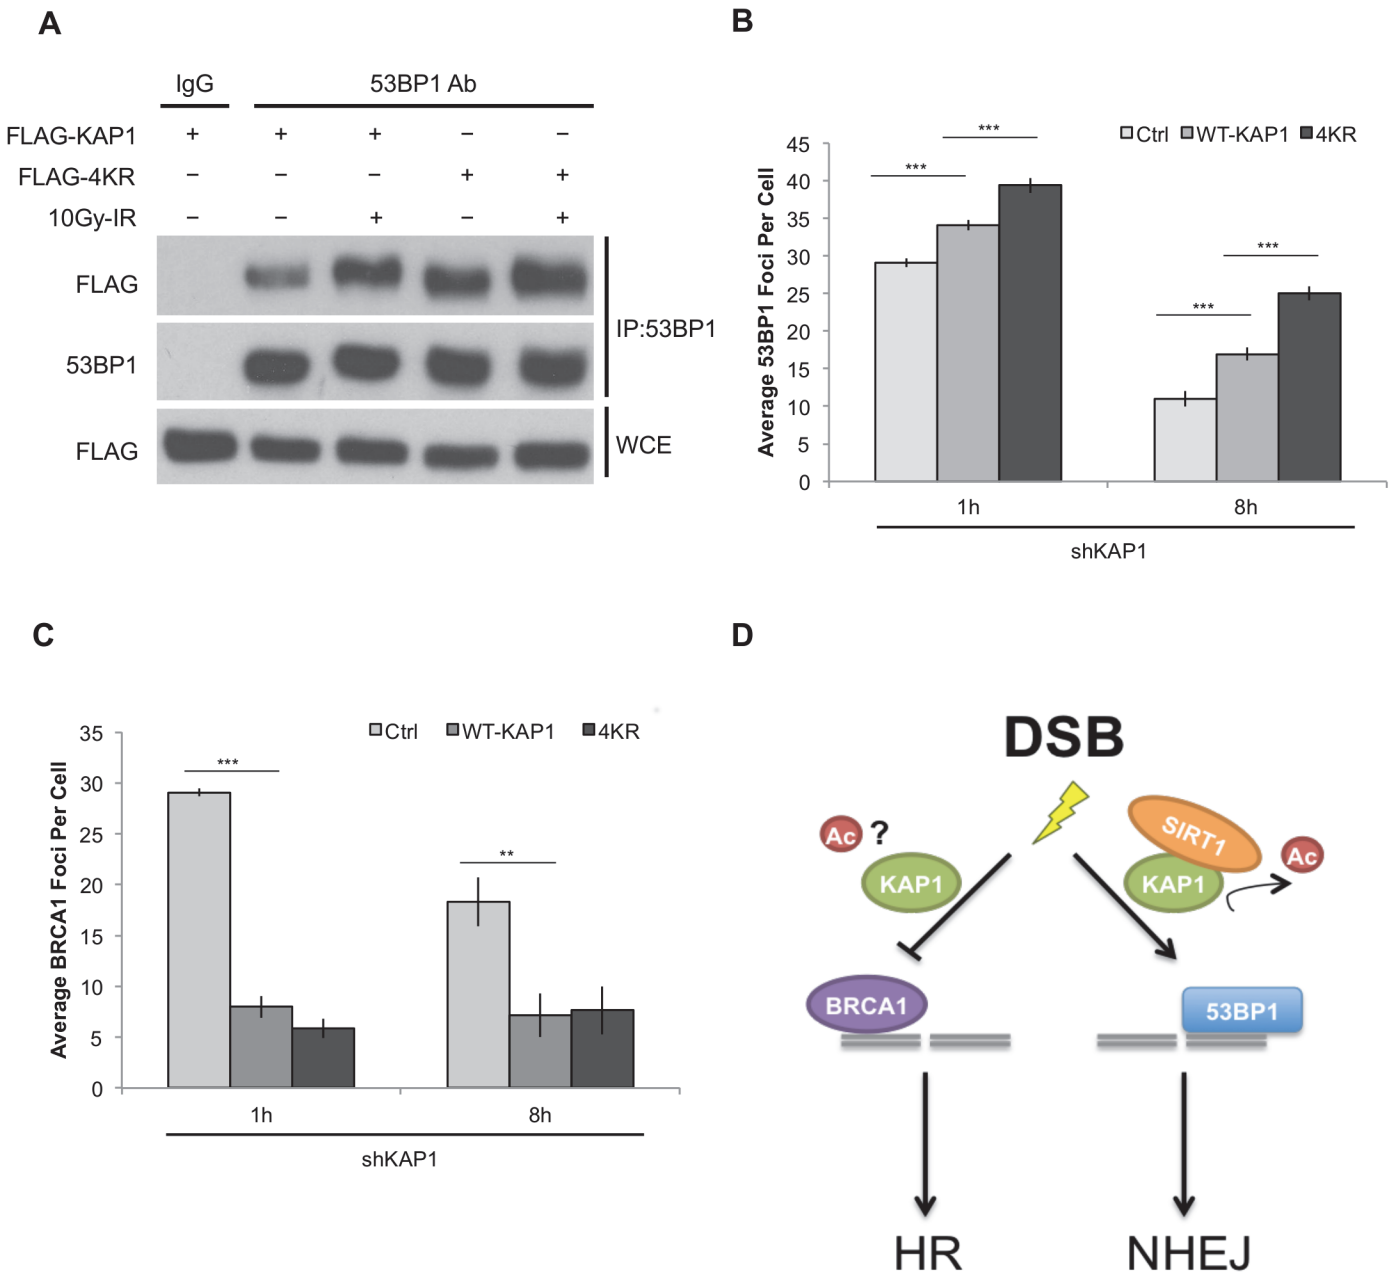 A
IgG 53BP1 Ab
FLAG-KAP1 + + + − −
FLAG-4KR − − − + +
10Gy-IR − − + − +
FLAG
53BP1
IP:53BP1
FLAG
WCE
B
Ctrl WT-KAP1 4KR
Average 53BP1 Foci Per Cell
45
40
35
30
25
20
15
10
5
0
***
***
***
***
1h 8h
shKAP1
C
Ctrl WT-KAP1 4KR
Average BRCA1 Foci Per Cell
35
30
25
20
15
10
5
0
***
**
1h 8h
shKAP1
D
DSB
Ac ?
KAP1
SIRT1
KAP1
Ac
BRCA1
53BP1
HR NHEJ